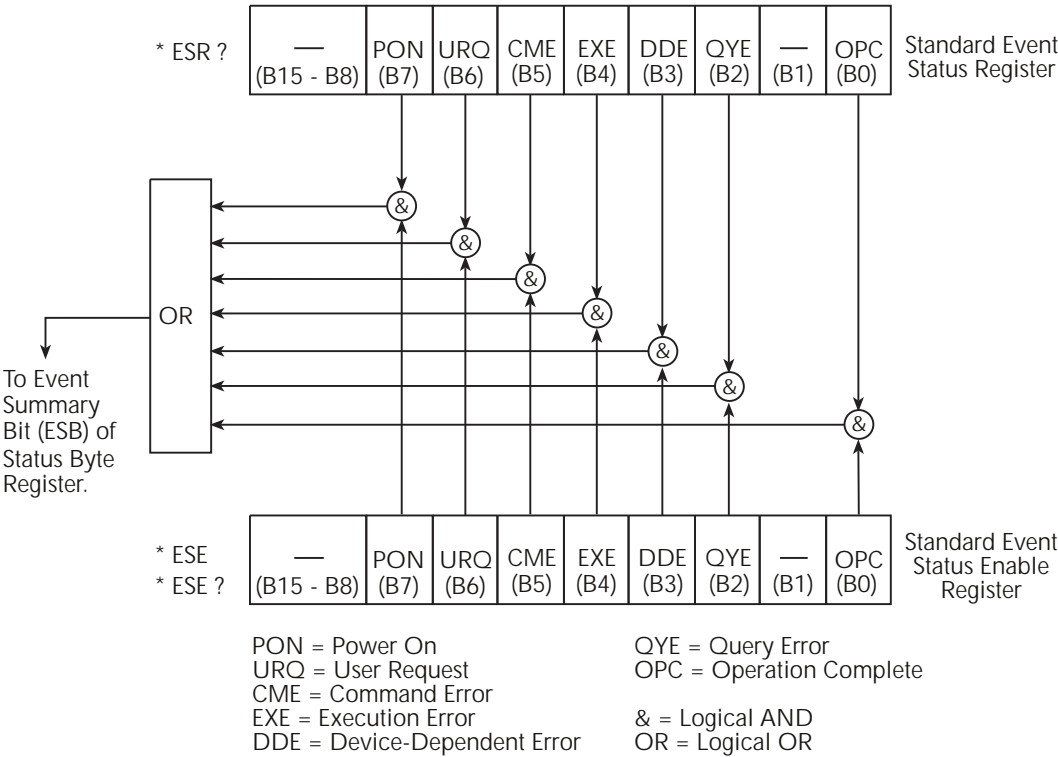 * ESR ?
— PON URQ CME EXE DDE QYE — OPC
(B15 - B8) (B7) (B6) (B5) (B4) (B3) (B2) (B1) (B0)
Standard Event
Status Register
&
&
&
&
&
&
&
OR
To Event
Summary
Bit (ESB) of
Status Byte
Register.
* ESE
* ESE ?
— PON URQ CME EXE DDE QYE — OPC
(B15 - B8) (B7) (B6) (B5) (B4) (B3) (B2) (B1) (B0)
Standard Event
Status Enable
Register
PON = Power On
URQ = User Request
CME = Command Error
EXE = Execution Error
DDE = Device-Dependent Error
QYE = Query Error
OPC = Operation Complete
& = Logical AND
OR = Logical OR